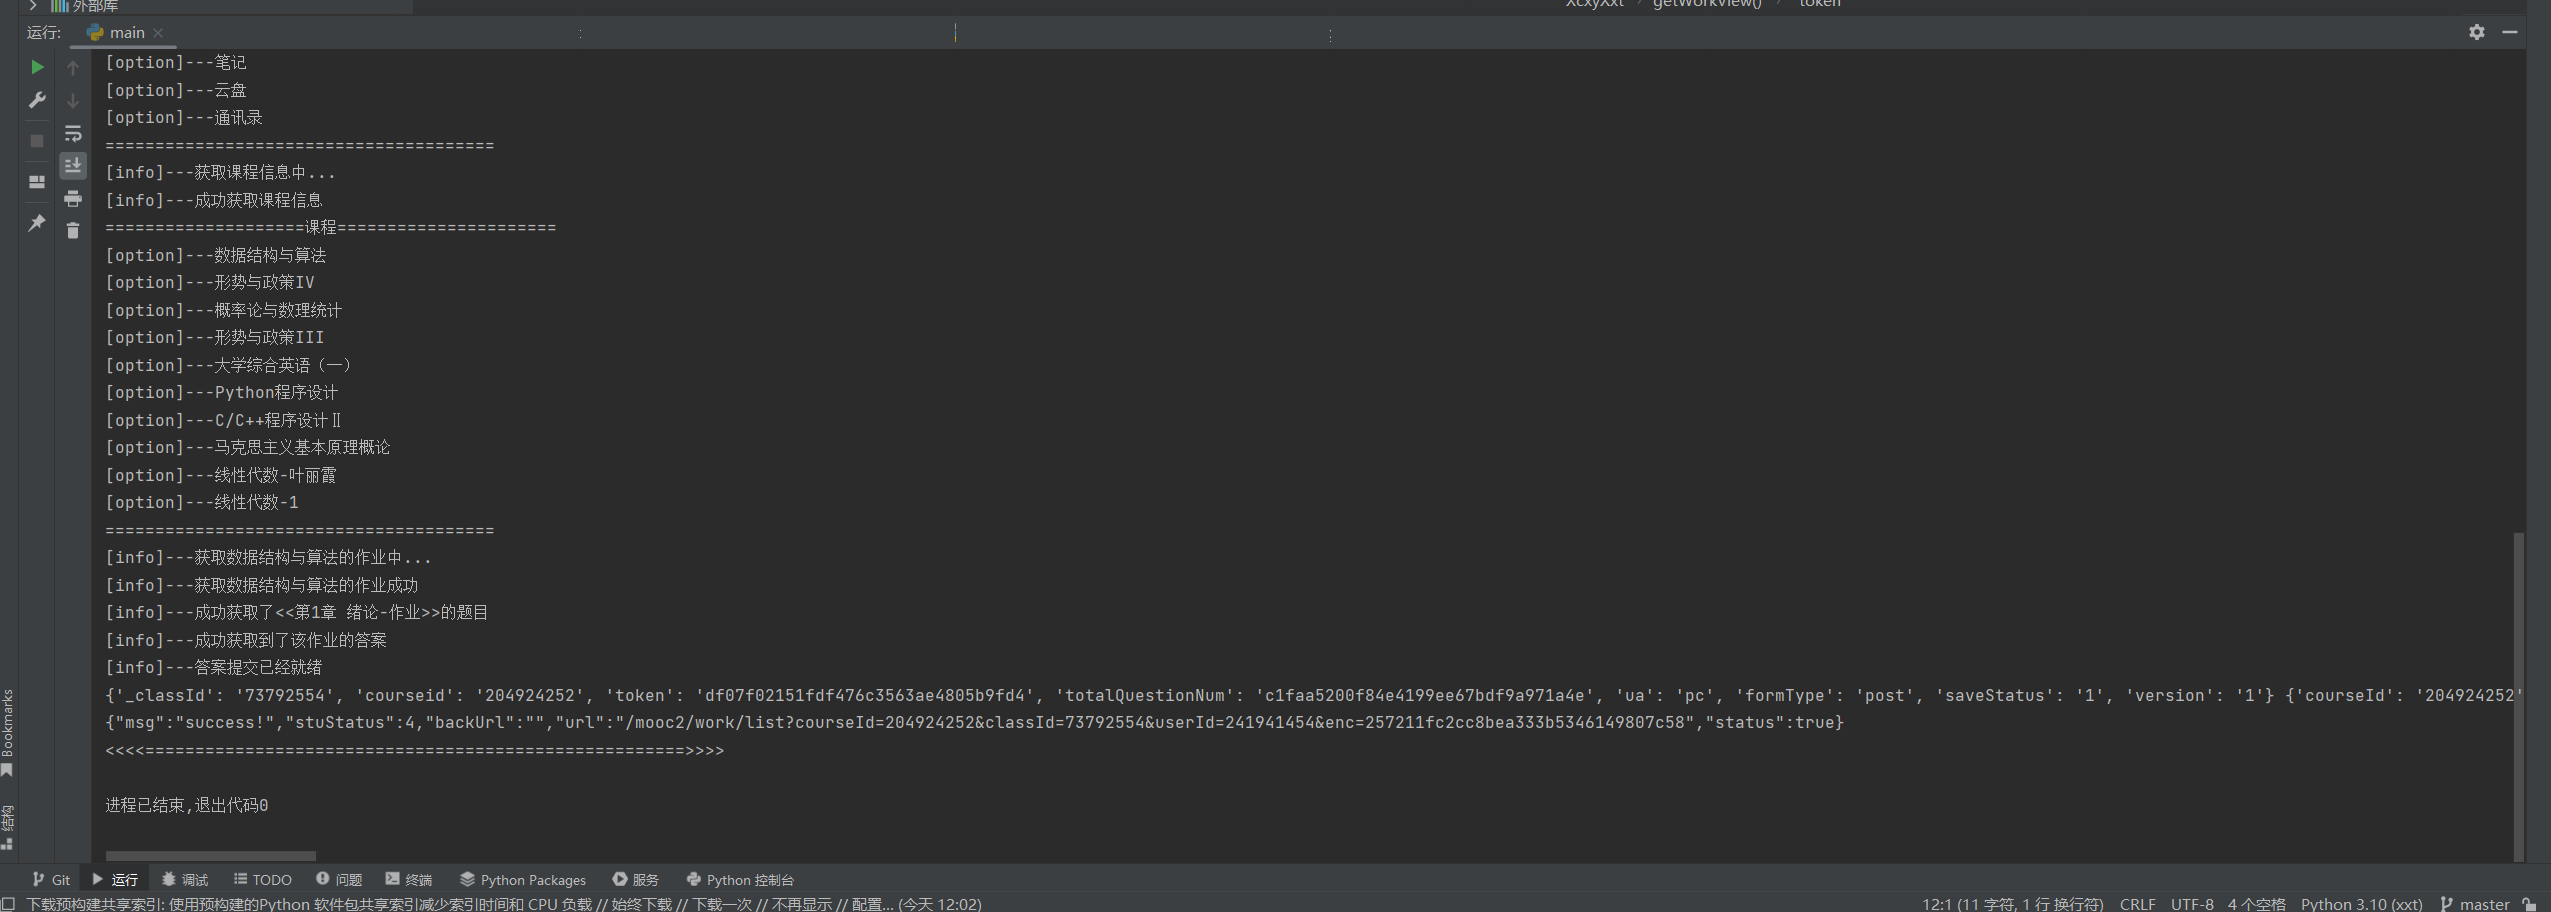 外部库
XcxyXxt › getWorkView() › token
运行: main
[option]---笔记
[option]---云盘
[option]---通讯录
=======================================
[info]---获取课程信息中...
[info]---成功获取课程信息
====================课程======================
[option]---数据结构与算法
[option]---形势与政策IV
[option]---概率论与数理统计
[option]---形势与政策III
[option]---大学综合英语（一）
[option]---Python程序设计
[option]---C/C++程序设计Ⅱ
[option]---马克思主义基本原理概论
[option]---线性代数-叶丽霞
[option]---线性代数-1
=======================================
[info]---获取数据结构与算法的作业中...
[info]---获取数据结构与算法的作业成功
[info]---成功获取了<<第1章 绪论-作业>>的题目
[info]---成功获取到了该作业的答案
[info]---答案提交已经就绪
{'_classId': '73792554', 'courseid': '204924252', 'token': 'df07f02151fdf476c3563ae4805b9fd4', 'totalQuestionNum': 'c1faa5200f84e4199ee67bdf9a971a4e', 'ua': 'pc', 'formType': 'post', 'saveStatus': '1', 'version': '1'} {'courseId': '204924252'
{"msg":"success!","stuStatus":4,"backUrl":"","url":"/mooc2/work/list?courseId=204924252&classId=73792554&userId=241941454&enc=257211fc2cc8bea333b5346149807c58","status":true}
<<<<======================================================>>>>
进程已结束,退出代码0
Bookmarks
结构
Git 运行 调试 TODO 问题 终端 Python Packages 服务 Python 控制台
下载预构建共享索引: 使用预构建的Python 软件包共享索引减少索引时间和 CPU 负载 // 始终下载 // 下载一次 // 不再显示 // 配置... (今天 12:02) 12:1 (11 字符, 1 行 换行符) CRLF UTF-8 4 个空格 Python 3.10 (xxt) master